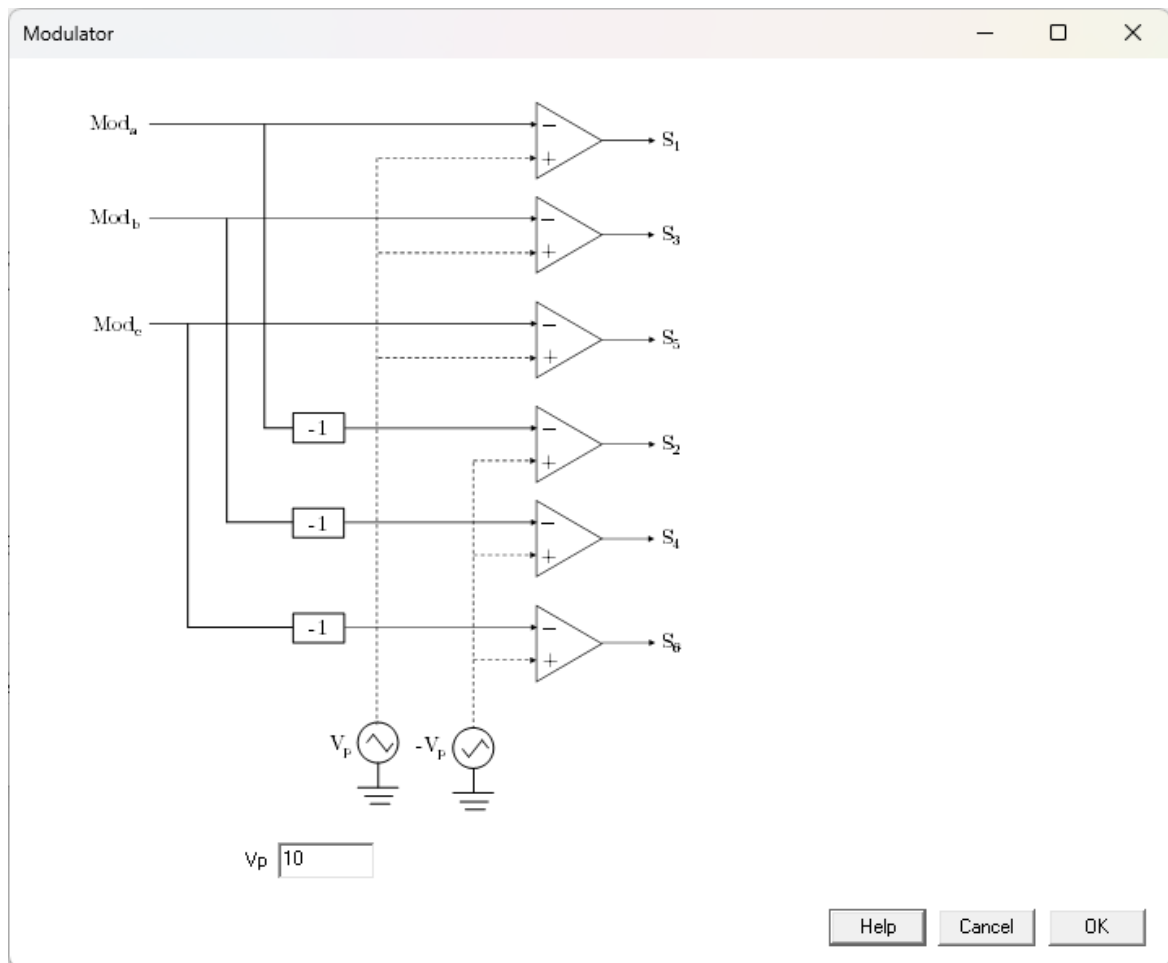 Modulator
Mod_a
S_1
Mod_b
S_3
Mod_c
S_5
-1
S_2
-1
S_4
-1
S_6
V_p -V_p
Vp 10
Help Cancel OK